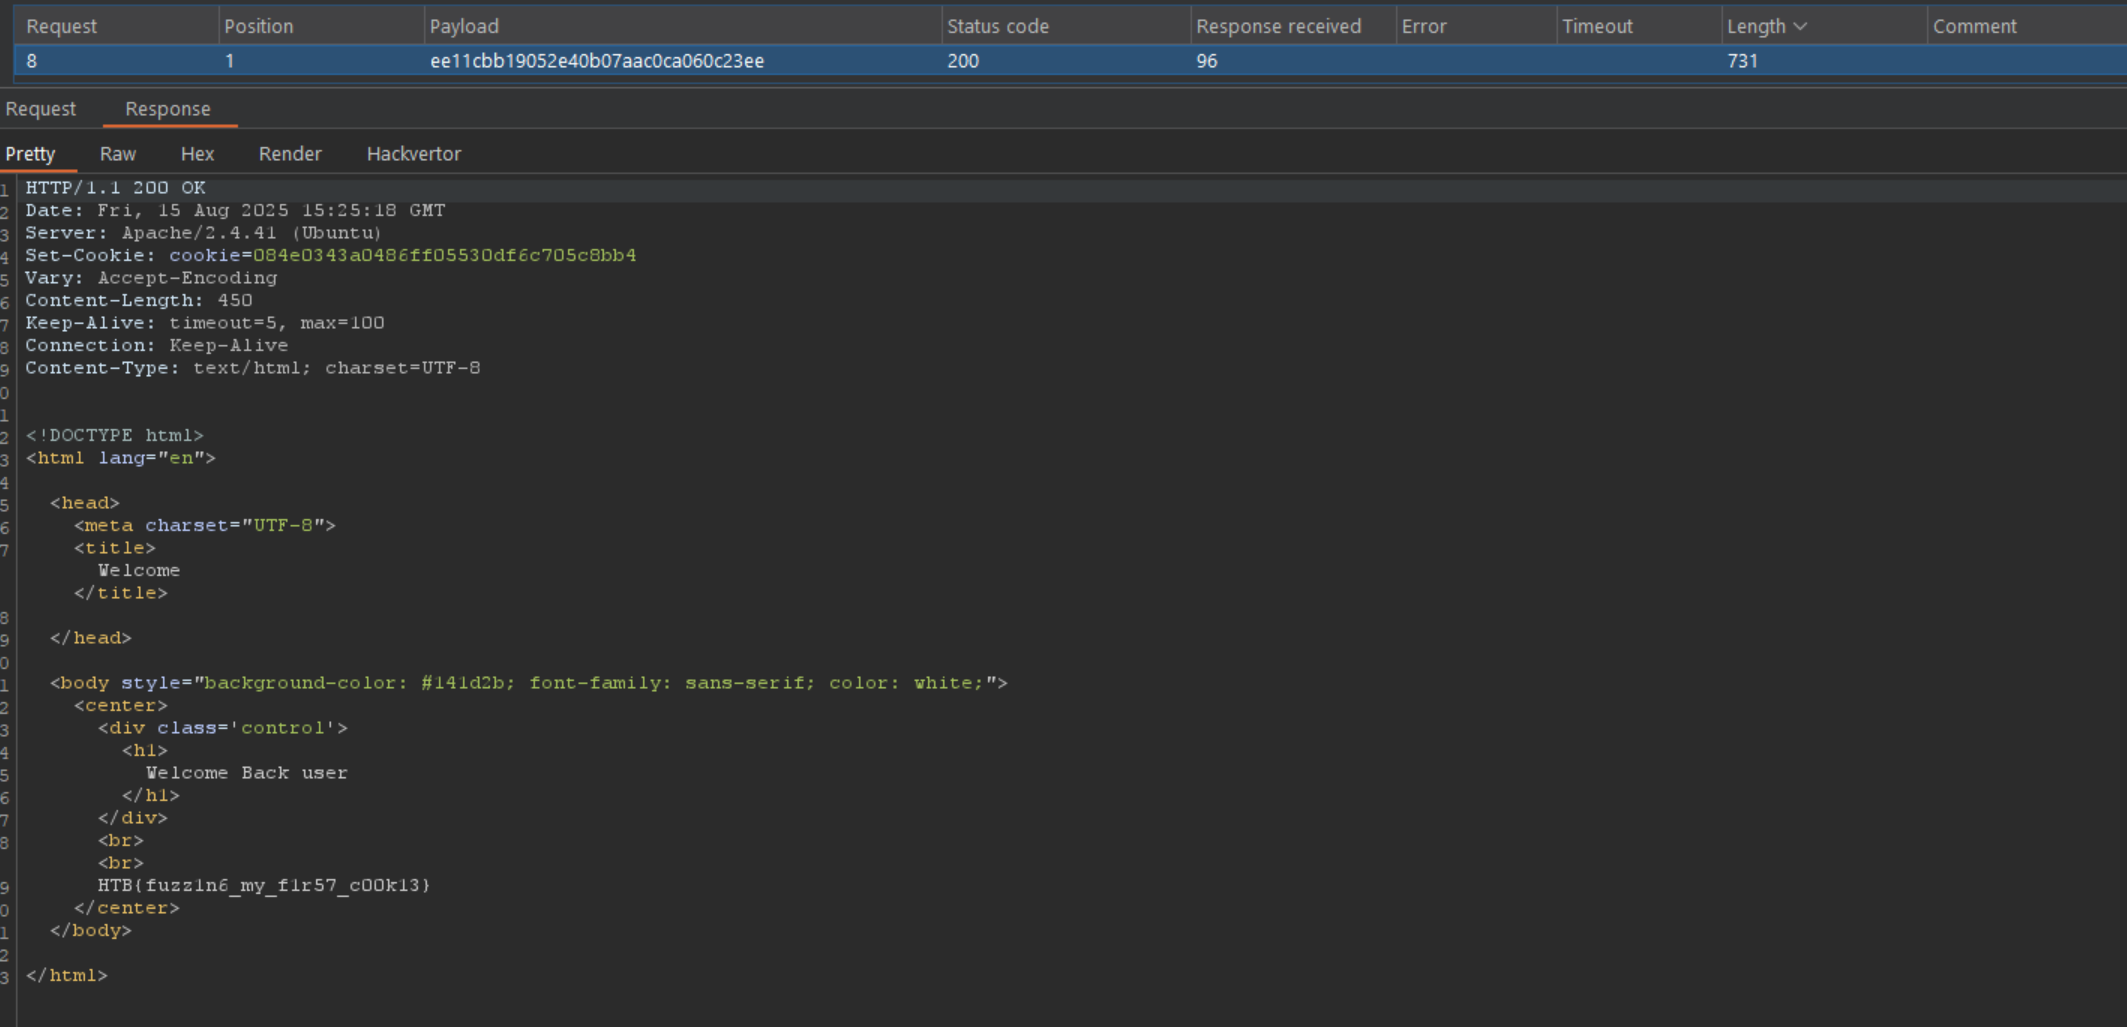 Request Position Payload Status code Response received Error Timeout Length Comment
8 1 ee11cbb19052e40b07aac0ca060c23ee 200 96 731
Request Response
Pretty Raw Hex Render Hackvertor
1 HTTP/1.1 200 OK
2 Date: Fri, 15 Aug 2025 15:25:18 GMT
3 Server: Apache/2.4.41 (Ubuntu)
4 Set-Cookie: cookie=084e0343a0486ff05530df6c705c8bb4
5 Vary: Accept-Encoding
6 Content-Length: 450
7 Keep-Alive: timeout=5, max=100
8 Connection: Keep-Alive
9 Content-Type: text/html; charset=UTF-8
0
1
2 <!DOCTYPE html>
3 <html lang="en">
4
5 <head>
6 <meta charset="UTF-8">
7 <title>
Welcome
</title>
8
9 </head>
0
1 <body style="background-color: #141d2b; font-family: sans-serif; color: white;">
2 <center>
3 <div class='control'>
4 <h1>
5 Welcome Back user
6 </h1>
7 </div>
8 <br>
<br>
9 HTB{fuzz1n6_my_f1r57_c00k13}
0 </center>
1 </body>
2
3 </html>